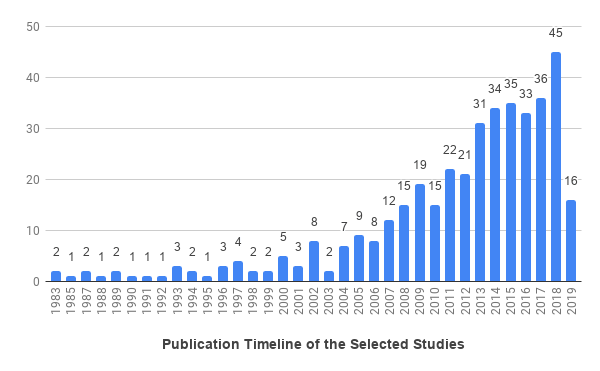 50
40
30
20
10
0
2 1 2 1 2 1 1 1 3 2 1 3 4 2 2 5 3 8 2 7 9 8 12 15 19 15 22 21 31 34 35 33 36 45 16
1983 1985 1987 1988 1989 1990 1991 1992 1993 1994 1995 1996 1997 1998 1999 2000 2001 2002 2003 2004 2005 2006 2007 2008 2009 2010 2011 2012 2013 2014 2015 2016 2017 2018 2019
Publication Timeline of the Selected Studies